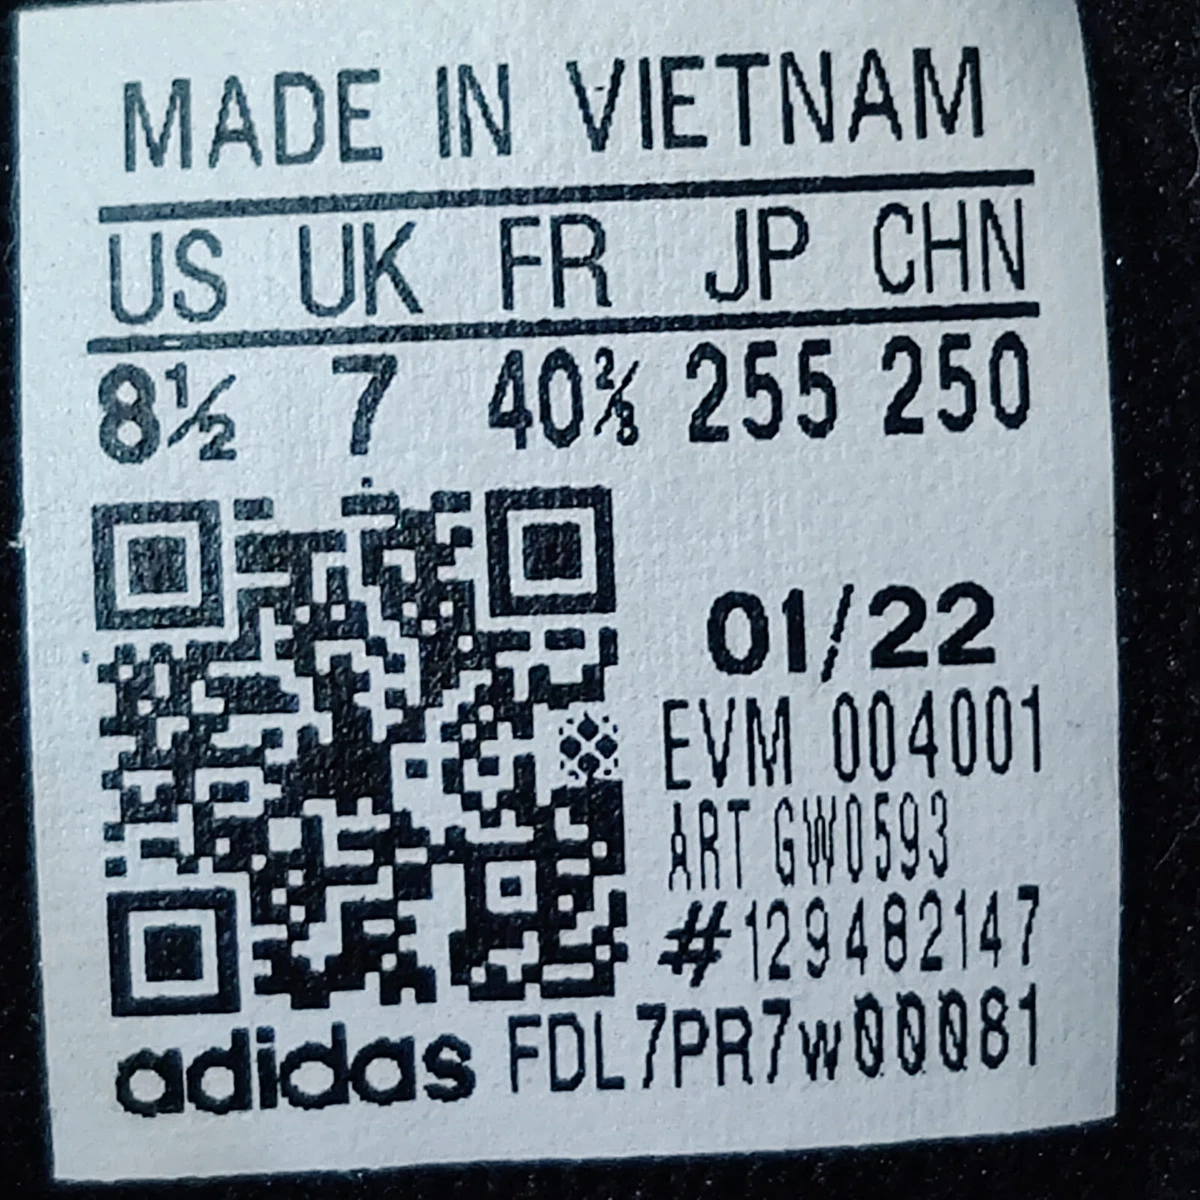 MADE IN VIETNAM
US UK FR JP CHN
8½ 7 40⅔ 255 250
01/22
EVM 004001
ART GW0593
#129482147
adidas FDL7PR7w00081